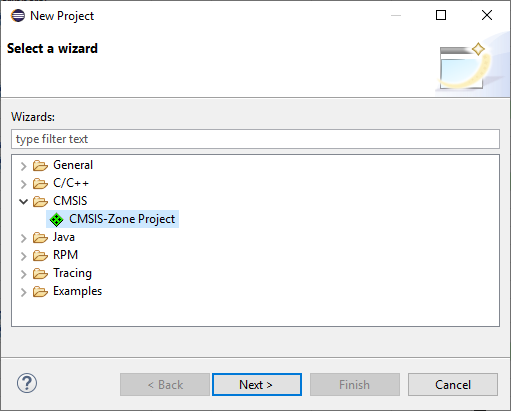 New Project
Select a wizard
Wizards:
type filter text
General
C/C++
CMSIS
CMSIS-Zone Project
Java
RPM
Tracing
Examples
? < Back Next > Finish Cancel